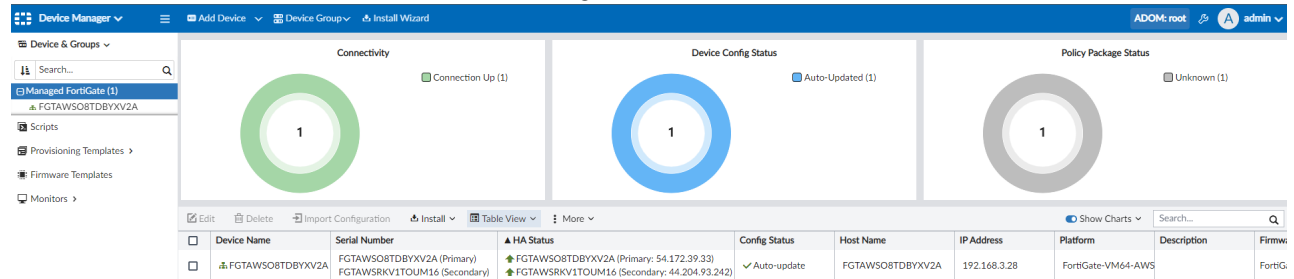 Device Manager
Add Device Device Group Install Wizard ADOM: root A admin
Device & Groups
Search...
Managed FortiGate (1)
FGTAWSO8TDBYXV2A
Scripts
Provisioning Templates
Firmware Templates
Monitors
Connectivity
Connection Up (1)
1
Device Config Status
Auto-Updated (1)
1
Policy Package Status
Unknown (1)
1
Edit Delete Import Configuration Install Table View More Show Charts Search...
Device Name Serial Number HA Status Config Status Host Name IP Address Platform Description Firmwa
FGTAWSO8TDBYXV2A FGTAWSO8TDBYXV2A (Primary) FGTAWSO8TDBYXV2A (Primary: 54.172.39.33) Auto-update FGTAWSO8TDBYXV2A 192.168.3.28 FortiGate-VM64-AWS FortiG
FGTAWSRKV1TOUM16 (Secondary) FGTAWSRKV1TOUM16 (Secondary: 44.204.93.242)